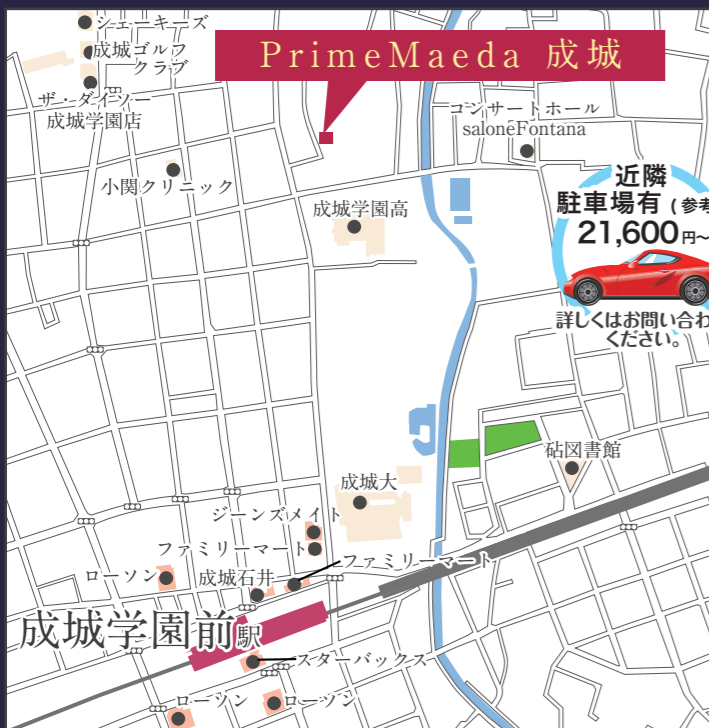 シェーキーズ
成城ゴルフ
クラブ
PrimeMaeda 成城
ザ・ダイソー
成城学園店
コンサートホール
saloneFontana
小関クリニック
近隣
駐車場有 (参考
21,600円〜
詳しくはお問い合わ
ください。
成城学園高
砧図書館
成城大
ジーンズメイト
ファミリーマート
ファミリーマート
ローソン
成城石井
成城学園前駅
スターバックス
ローソン
ローソン